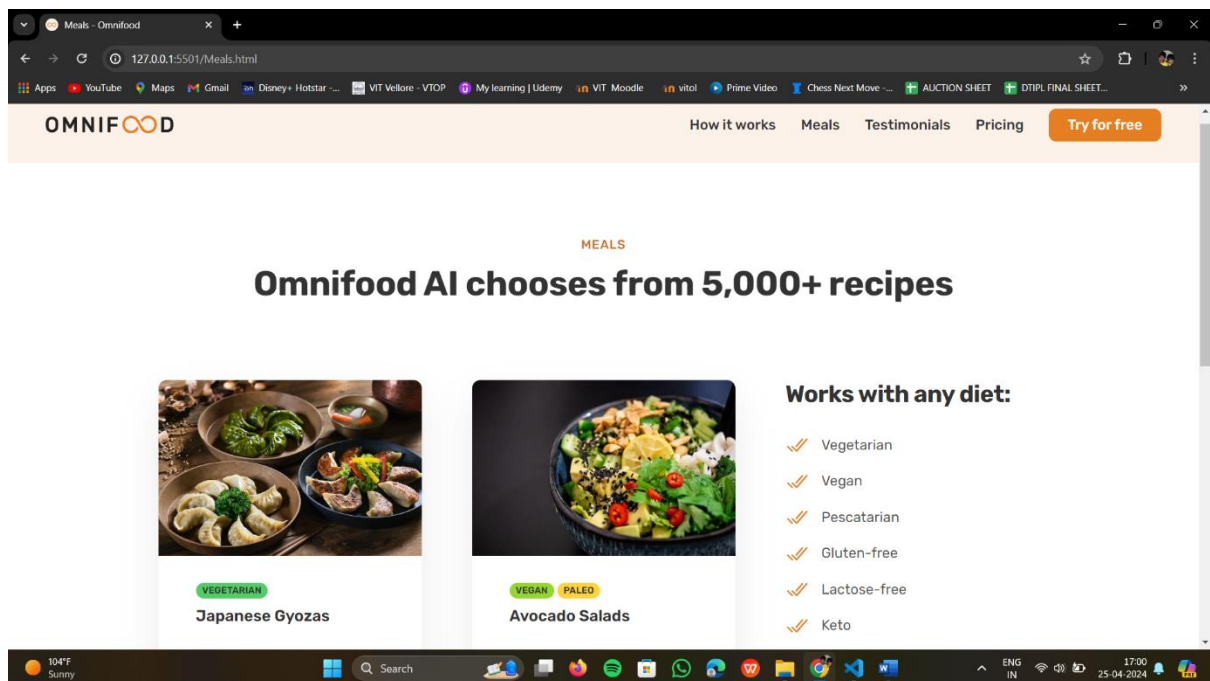 Meals - Omnifood
127.0.0.1:5501/Meals.html
Apps YouTube Maps Gmail Disney+ Hotstar -... VIT Vellore - VTOP My learning | Udemy VIT Moodle vitol Prime Video Chess Next Move -... AUCTION SHEET DTIPL FINAL SHEET...
OMNIFOOD How it works Meals Testimonials Pricing Try for free
MEALS
Omnifood AI chooses from 5,000+ recipes
Works with any diet:
Vegetarian
Vegan
Pescatarian
Gluten-free
Lactose-free
Keto
VEGETARIAN
Japanese Gyozas
VEGAN PALEO
Avocado Salads
104°F
Sunny
Search
ENG
IN
17:00
25-04-2024